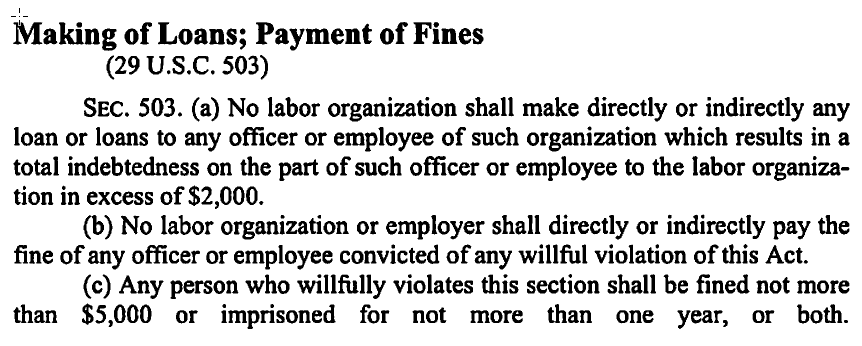 Making of Loans; Payment of Fines
(29 U.S.C. 503)
SEC. 503. (a) No labor organization shall make directly or indirectly any
loan or loans to any officer or employee of such organization which results in a
total indebtedness on the part of such officer or employee to the labor organiza-
tion in excess of $2,000.
(b) No labor organization or employer shall directly or indirectly pay the
fine of any officer or employee convicted of any willful violation of this Act.
(c) Any person who willfully violates this section shall be fined not more
than $5,000 or imprisoned for not more than one year, or both.